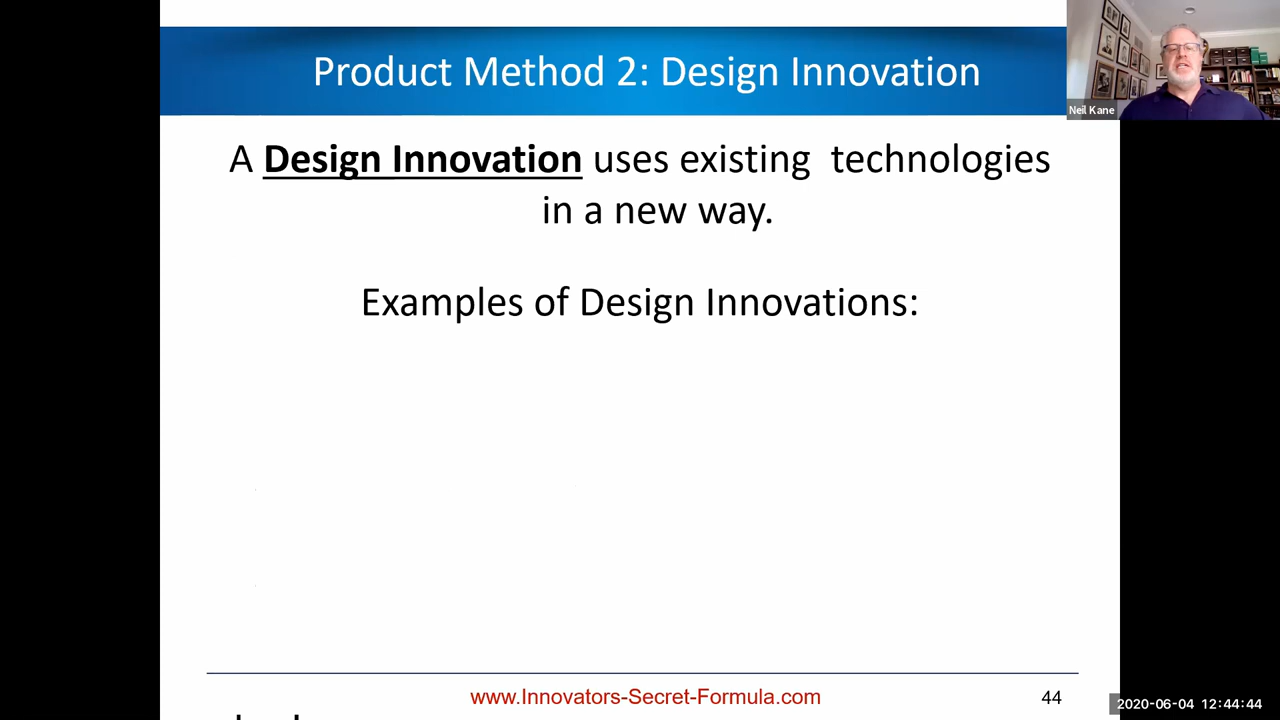 Product Method 2: Design Innovation
Neil Kane
A Design Innovation uses existing technologies
in a new way.
Examples of Design Innovations:
www.Innovators-Secret-Formula.com
44
2020-06-04 12:44:44